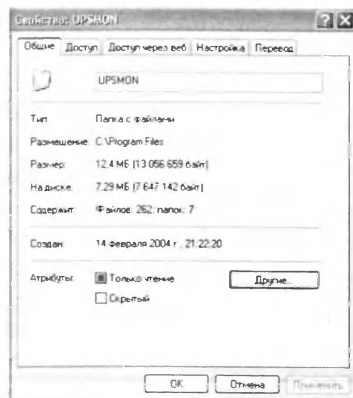 Свойства: UPSMON
Общие Доступ Доступ через веб Настройка Перевод
UPSMON
Тип: Папка с файлами
Размещение: C:\Program Files
Размер: 12.4 МБ (13 056 659 байт)
На диске: 7.29 МБ (7 647 142 байт)
Содержит: Файлов: 262; папок: 7
Создан: 14 февраля 2004 г., 21:22:20
Атрибуты: Только чтение Другие...
Скрытый
OK Отмена Применить